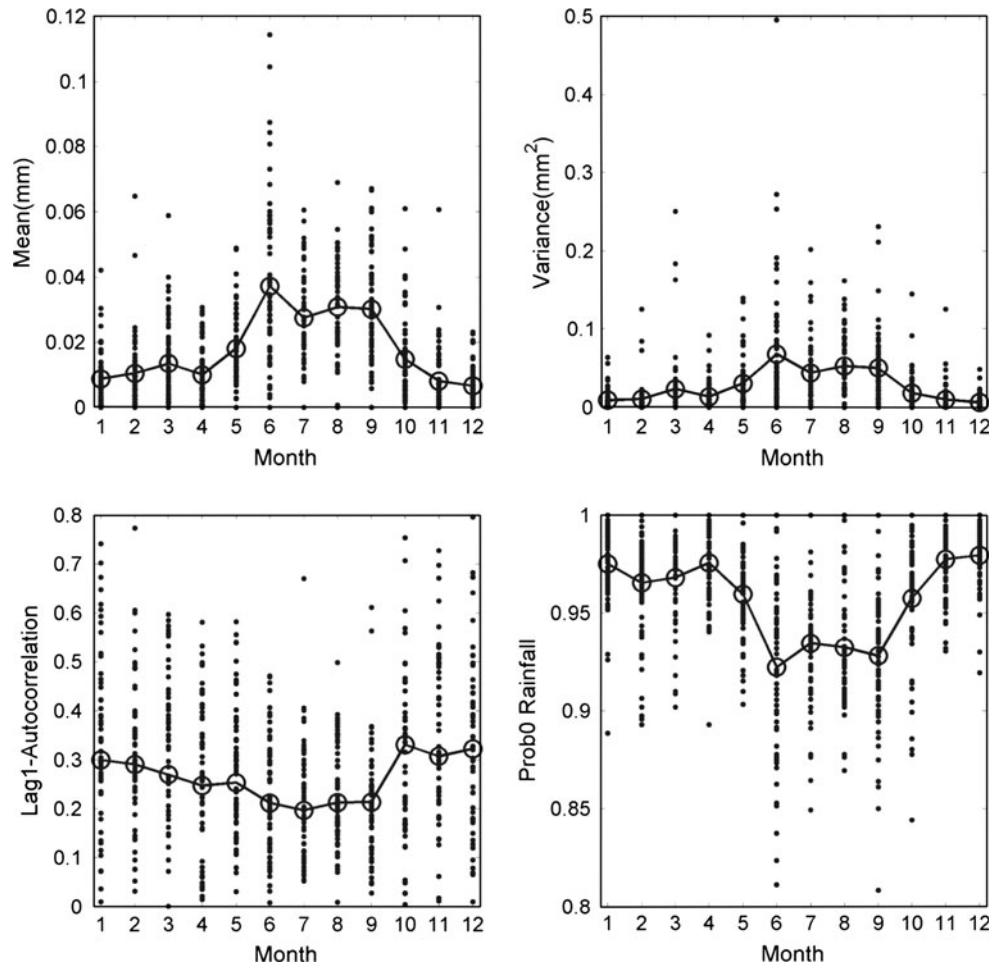 0.12
0.1
0.08
0.06
0.04
0.02
0
Mean(mm)
1 2 3 4 5 6 7 8 9 10 11 12
Month
0.5
0.4
0.3
0.2
0.1
0
Variance(mm²)
1 2 3 4 5 6 7 8 9 10 11 12
Month
0.8
0.7
0.6
0.5
0.4
0.3
0.2
0.1
0
Lag1-Autocorrelation
1 2 3 4 5 6 7 8 9 10 11 12
Month
1
0.95
0.9
0.85
0.8
Prob0 Rainfall
1 2 3 4 5 6 7 8 9 10 11 12
Month